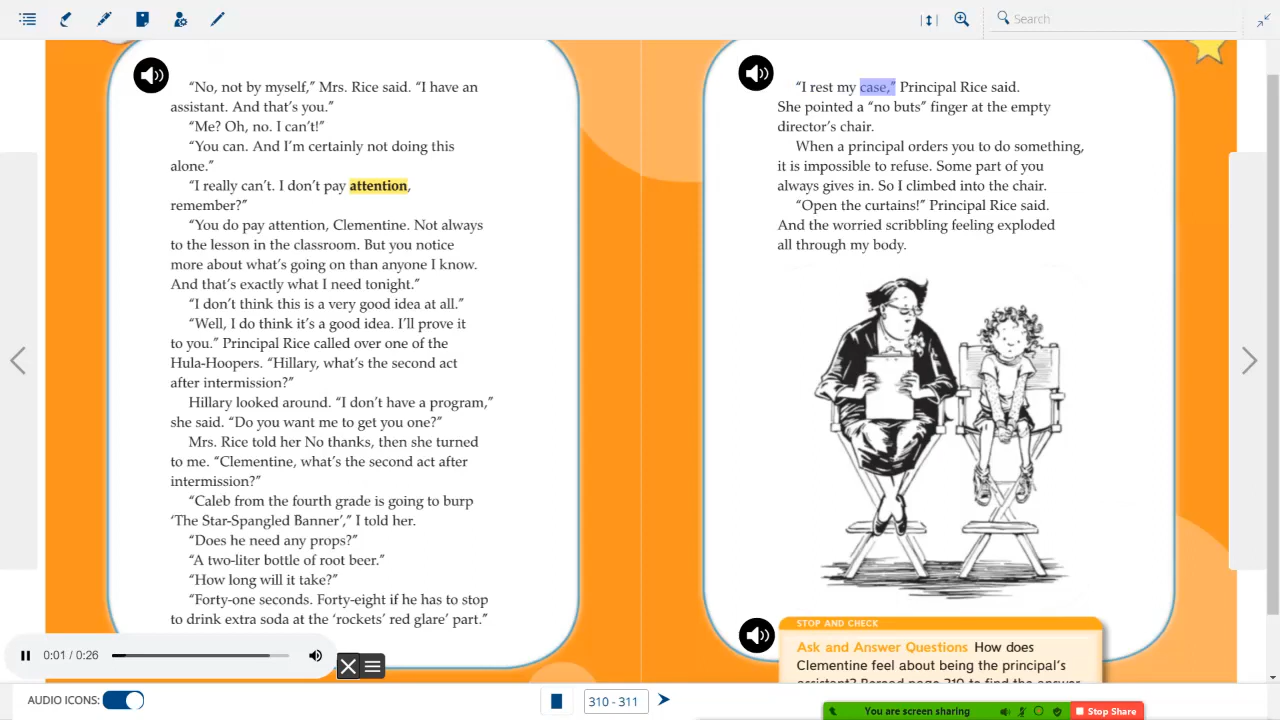 Search
“No, not by myself,” Mrs. Rice said. “I have an
assistant. And that’s you.”
“Me? Oh, no. I can’t!”
“You can. And I’m certainly not doing this
alone.”
“I really can’t. I don’t pay attention,
remember?”
“You do pay attention, Clementine. Not always
to the lesson in the classroom. But you notice
more about what’s going on than anyone I know.
And that’s exactly what I need tonight.”
“I don’t think this is a very good idea at all.”
“Well, I do think it’s a good idea. I’ll prove it
to you.” Principal Rice called over one of the
Hula-Hoopers. “Hillary, what’s the second act
after intermission?”
Hillary looked around. “I don’t have a program,”
she said. “Do you want me to get you one?”
Mrs. Rice told her No thanks, then she turned
to me. “Clementine, what’s the second act after
intermission?”
“Caleb from the fourth grade is going to burp
‘The Star-Spangled Banner’,” I told her.
“Does he need any props?”
“A two-liter bottle of root beer.”
“How long will it take?”
“Forty-one seconds. Forty-eight if he has to stop
to drink extra soda at the ‘rockets’ red glare’ part.”
“I rest my case,” Principal Rice said.
She pointed a “no buts” finger at the empty
director’s chair.
When a principal orders you to do something,
it is impossible to refuse. Some part of you
always gives in. So I climbed into the chair.
“Open the curtains!” Principal Rice said.
And the worried scribbling feeling exploded
all through my body.
STOP AND CHECK
Ask and Answer Questions How does
Clementine feel about being the principal’s
assistant? Reread page 310 to find the answer
0:01 / 0:26
AUDIO ICONS:
310 - 311
You are screen sharing
Stop Share